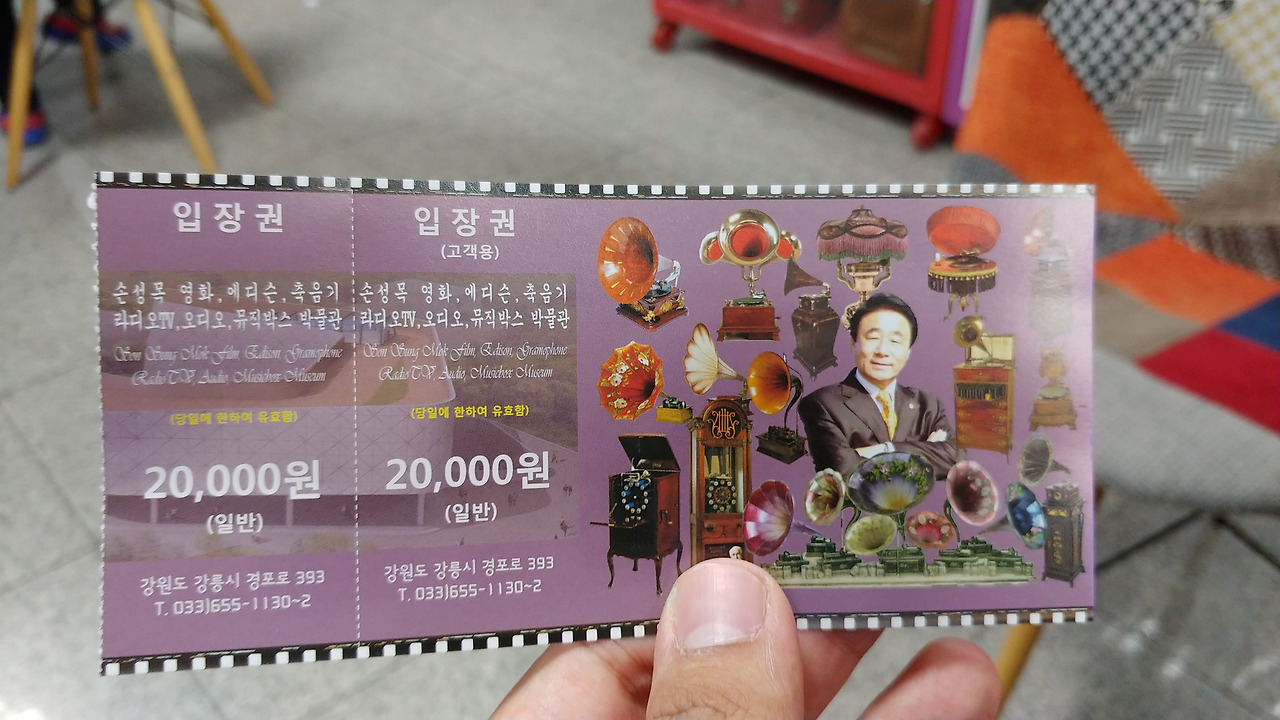 입장권
손성목 영화,에디슨,축음기
라디오TV,오디오,뮤직박스 박물관
Son Sung Mok Film, Edison, Gramophone
Radio T.V, Audio, Musicbox Museum
(당일에 한하여 유효함)
20,000원
(일반)
강원도 강릉시 경포로 393
T. 033)655-1130~2
입장권
(고객용)
손성목 영화,에디슨,축음기
라디오TV,오디오,뮤직박스 박물관
Son Sung Mok Film, Edison, Gramophone
Radio T.V, Audio, Musicbox Museum
(당일에 한하여 유효함)
20,000원
(일반)
강원도 강릉시 경포로 393
T. 033)655-1130~2